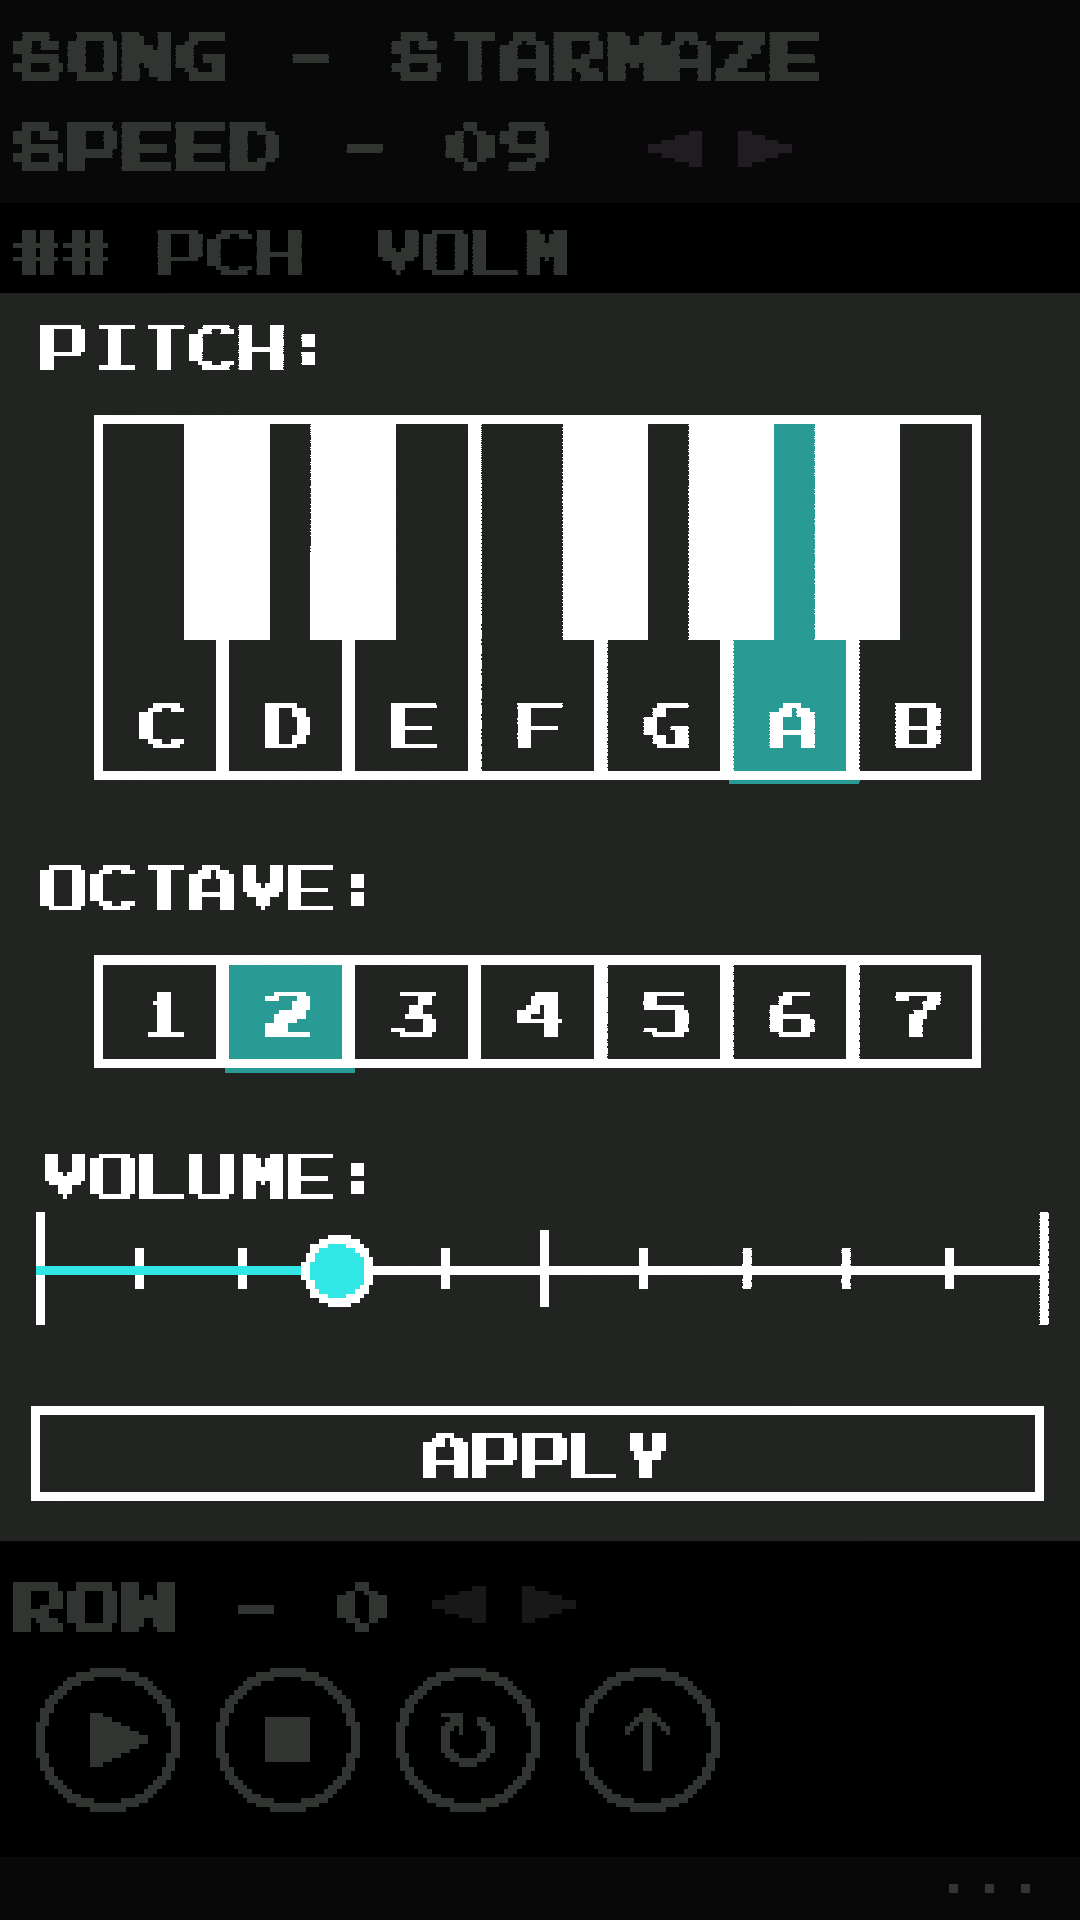 SONG - STARMAZE
SPEED - 09
## PCH VOLM
PITCH:
C D E F G A B
OCTAVE:
1 2 3 4 5 6 7
VOLUME:
APPLY
ROW - 0
...